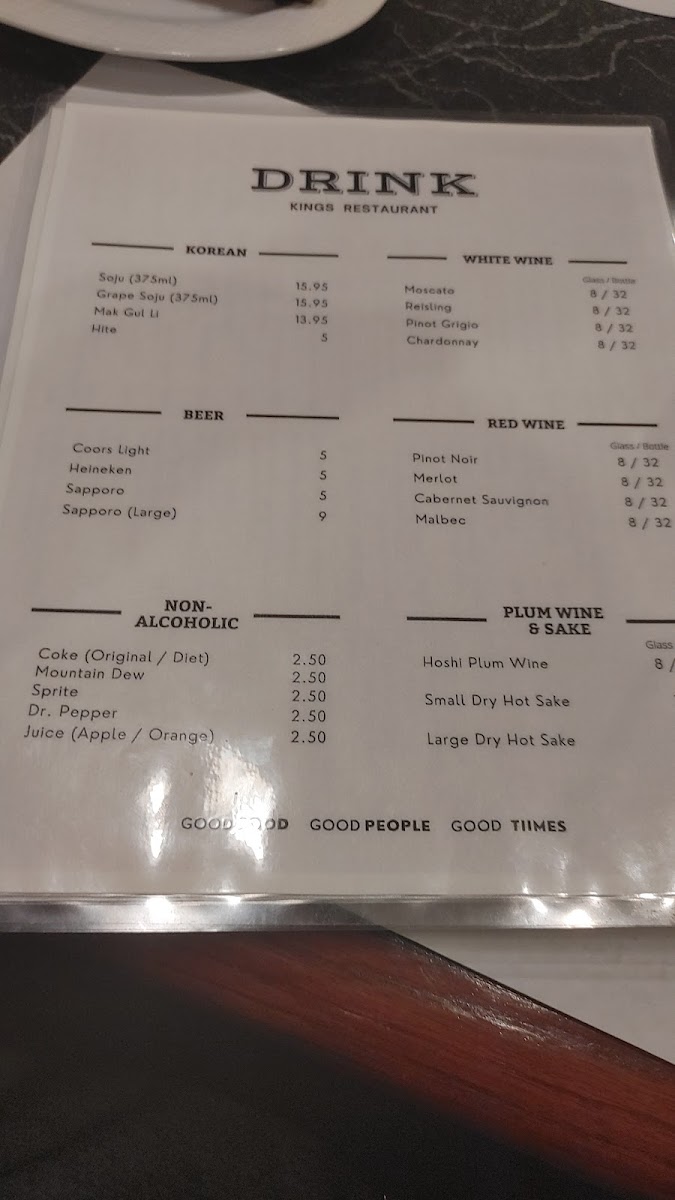 DRINK
KINGS RESTAURANT
KOREAN
Soju (375ml) 15.95
Grape Soju (375ml) 15.95
Mak Gul Li 13.95
Hite 5
WHITE WINE
Glass / Bottle
Moscato 8 / 32
Reisling 8 / 32
Pinot Grigio 8 / 32
Chardonnay 8 / 32
BEER
Coors Light 5
Heineken 5
Sapporo 5
Sapporo (Large) 9
RED WINE
Glass / Bottle
Pinot Noir 8 / 32
Merlot 8 / 32
Cabernet Sauvignon 8 / 32
Malbec 8 / 32
NON-
ALCOHOLIC
Coke (Original / Diet) 2.50
Mountain Dew 2.50
Sprite 2.50
Dr. Pepper 2.50
Juice (Apple / Orange) 2.50
PLUM WINE
& SAKE
Glass
Hoshi Plum Wine 8 /
Small Dry Hot Sake
Large Dry Hot Sake
GOOD FOOD GOOD PEOPLE GOOD TIIMES